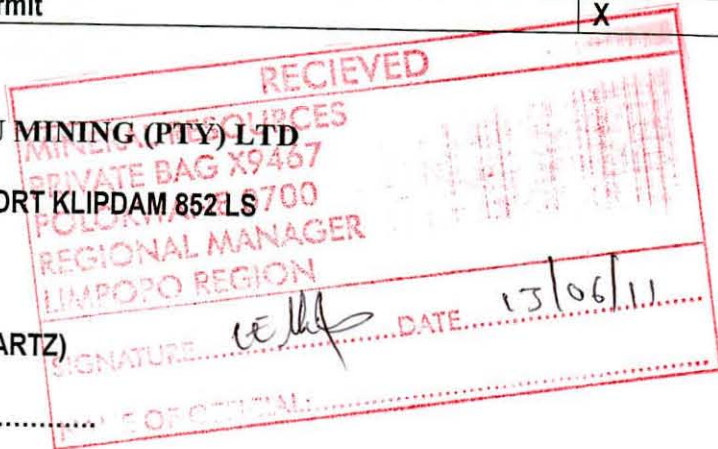 rmit X
RECIEVED
MINERAL RESOURCES
U MINING (PTY) LTD
PRIVATE BAG X9467
ORT KLIPDAM 852 LS
POLOKWANE 0700
REGIONAL MANAGER
LIMPOPO REGION
ARTZ)
SIGNATURE DATE 13/06/11
NAME OF OFFICIAL: